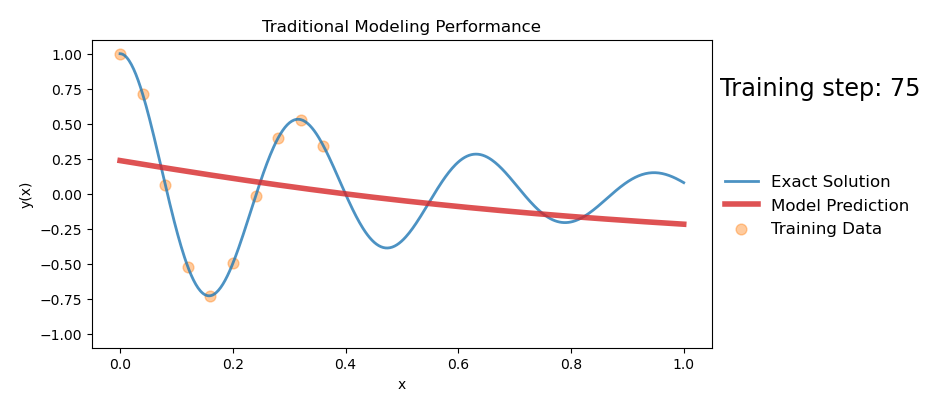 Traditional Modeling Performance
Training step: 75
1.00
0.75
0.50
0.25
0.00
−0.25
−0.50
−0.75
−1.00
y(x)
0.0
0.2
0.4
0.6
0.8
1.0
x
Exact Solution
Model Prediction
Training Data